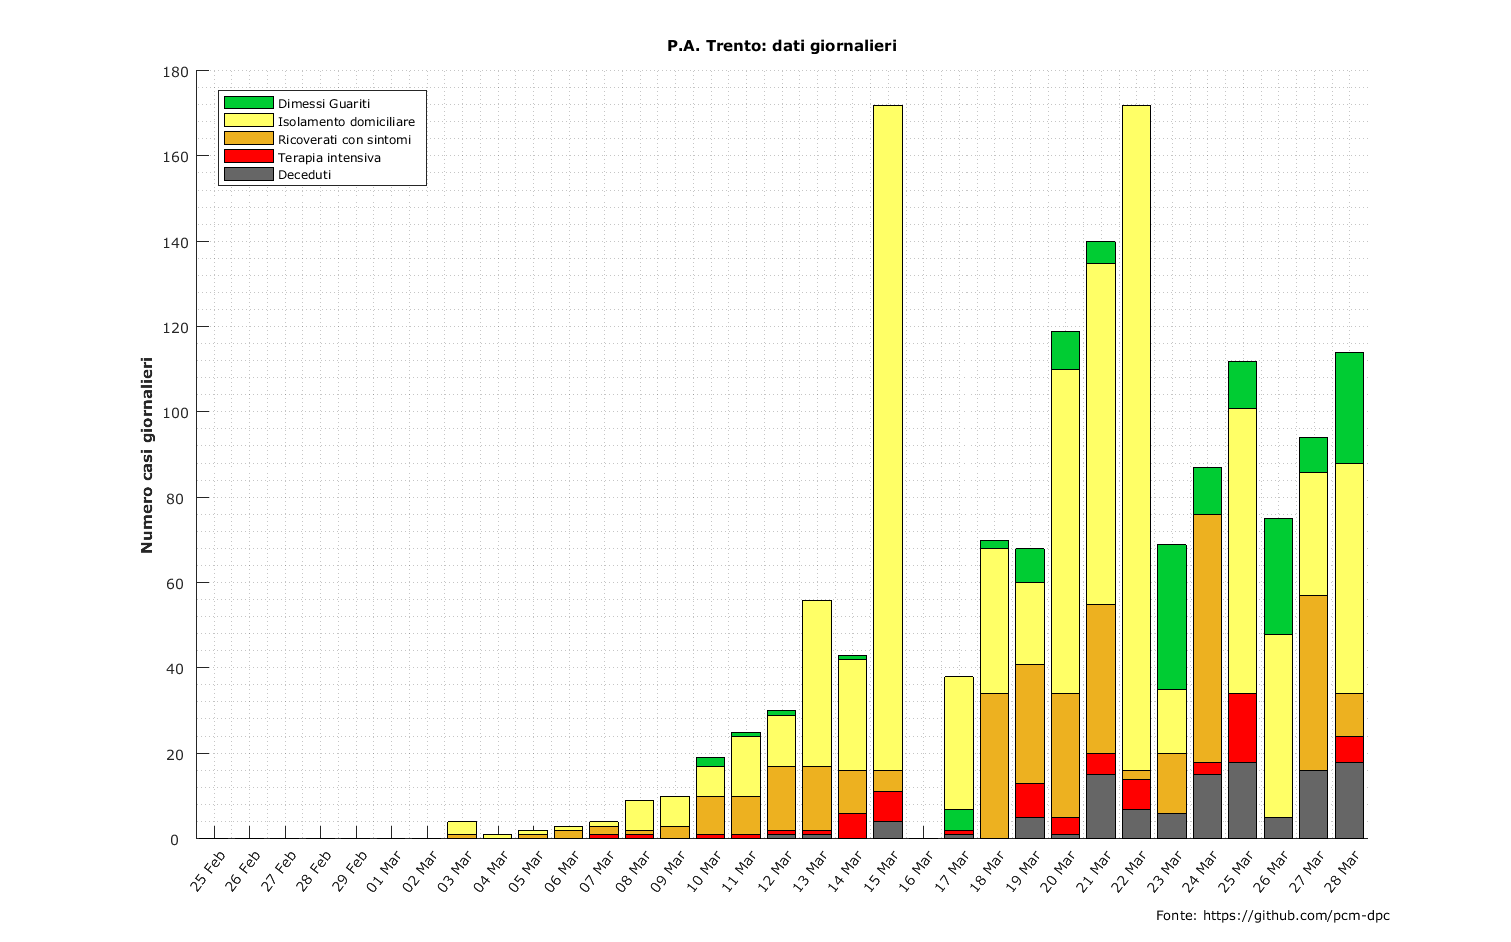 P.A. Trento: dati giornalieri
180
160
140
120
100
80
60
40
20
0
Numero casi giornalieri
Dimessi Guariti
Isolamento domiciliare
Ricoverati con sintomi
Terapia intensiva
Deceduti
25 Feb
26 Feb
27 Feb
28 Feb
29 Feb
01 Mar
02 Mar
03 Mar
04 Mar
05 Mar
06 Mar
07 Mar
08 Mar
09 Mar
10 Mar
11 Mar
12 Mar
13 Mar
14 Mar
15 Mar
16 Mar
17 Mar
18 Mar
19 Mar
20 Mar
21 Mar
22 Mar
23 Mar
24 Mar
25 Mar
26 Mar
27 Mar
28 Mar
Fonte: https://github.com/pcm-dpc